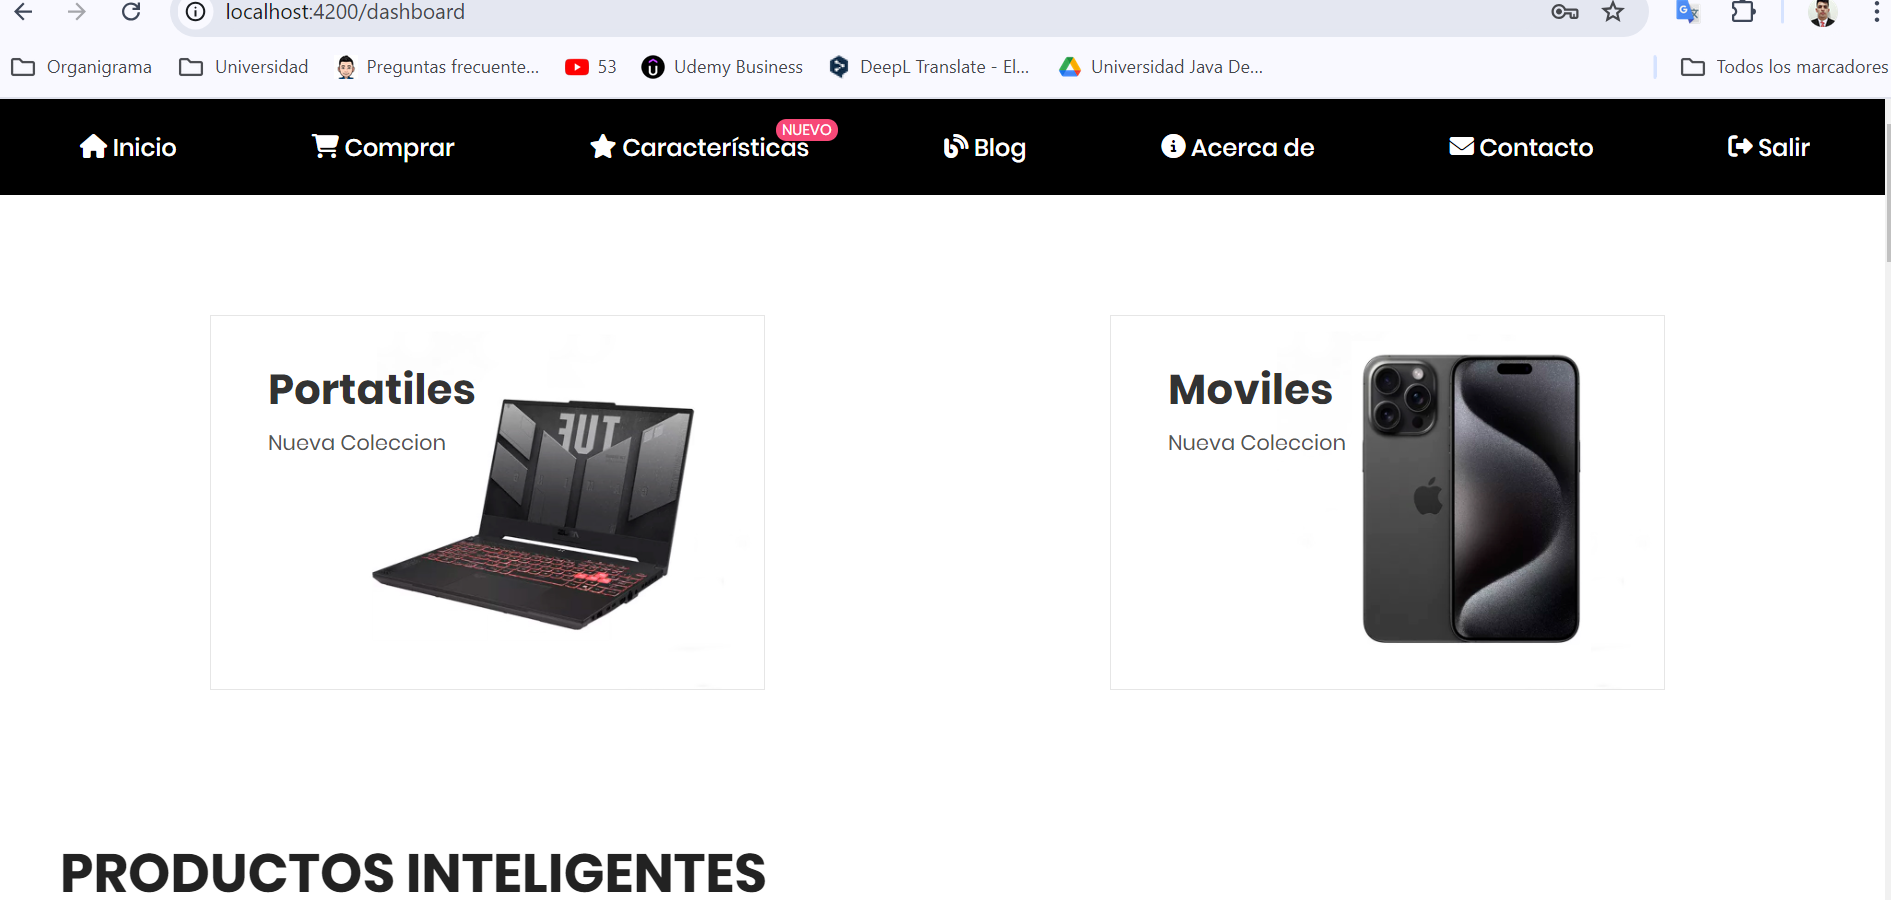 localhost:4200/dashboard
Organigrama
Universidad
Preguntas frecuente...
53
Udemy Business
DeepL Translate - El...
Universidad Java De...
Todos los marcadores
Inicio
Comprar
Características
NUEVO
Blog
Acerca de
Contacto
Salir
Portatiles
Nueva Coleccion
Moviles
Nueva Coleccion
PRODUCTOS INTELIGENTES